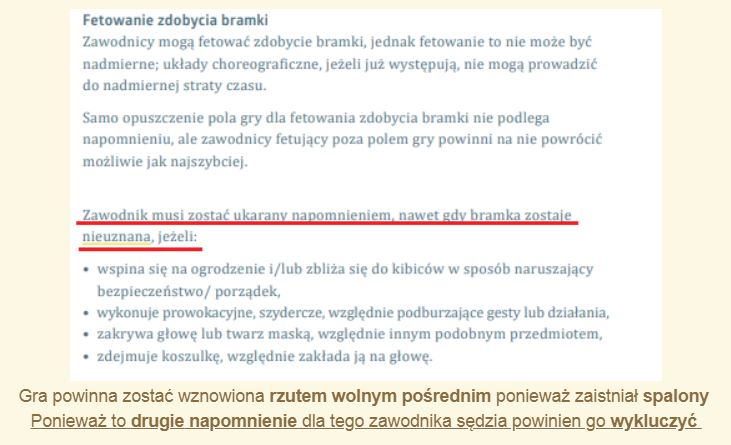 Fetowanie zdobycia bramki
Zawodnicy mogą fetować zdobycie bramki, jednak fetowanie to nie może być
nadmierne; układy choreograficzne, jeżeli już występują, nie mogą prowadzić
do nadmiernej straty czasu.
Samo opuszczenie pola gry dla fetowania zdobycia bramki nie podlega
napomnieniu, ale zawodnicy fetujący poza polem gry powinni na nie powrócić
możliwie jak najszybciej.
Zawodnik musi zostać ukarany napomnieniem, nawet gdy bramka zostaje
nieuznana, jeżeli:
• wspina się na ogrodzenie i/lub zbliża się do kibiców w sposób naruszający
bezpieczeństwo/ porządek,
• wykonuje prowokacyjne, szydercze, względnie podburzające gesty lub działania,
• zakrywa głowę lub twarz maską, względnie innym podobnym przedmiotem,
• zdejmuje koszulkę, względnie zakłada ją na głowę.
Gra powinna zostać wznowiona rzutem wolnym pośrednim ponieważ zaistniał spalony
Ponieważ to drugie napomnienie dla tego zawodnika sędzia powinien go wykluczyć